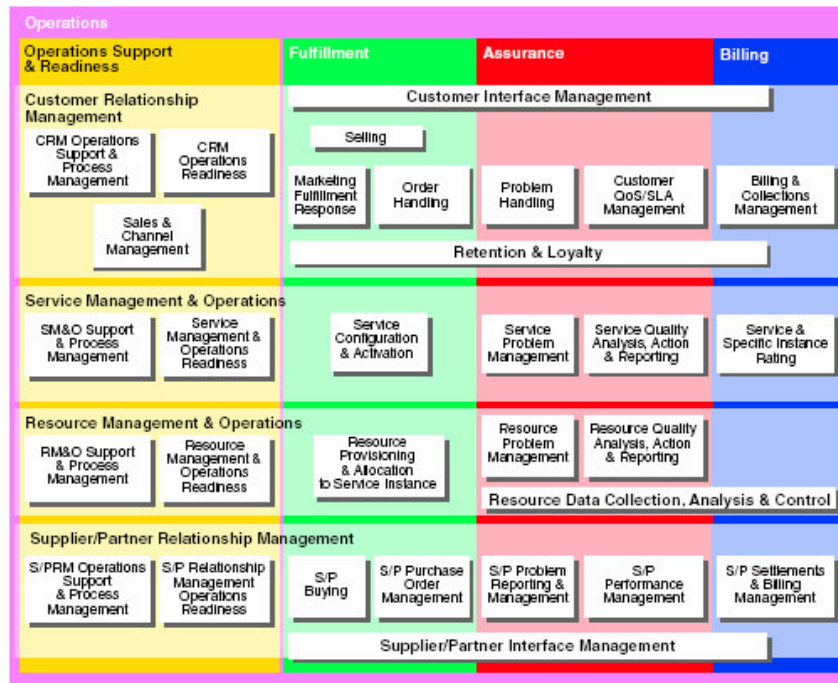 Operations
Operations Support
& Readiness
Fulfillment
Assurance
Billing
Customer Relationship
Management
Customer Interface Management
CRM Operations
Support &
Process
Management
CRM
Operations
Readiness
Selling
Marketing
Fulfillment
Response
Order
Handling
Problem
Handling
Customer
QoS/SLA
Management
Billing &
Collections
Management
Sales &
Channel
Management
Retention & Loyalty
Service Management & Operations
SM&O Support
& Process
Management
Service
Management &
Operations
Readiness
Service
Configuration
& Activation
Service
Problem
Management
Service Quality
Analysis, Action
& Reporting
Service &
Specific Instance
Rating
Resource Management & Operations
RM&O Support
& Process
Management
Resource
Management &
Operations
Readiness
Resource
Provisioning
& Allocation
to Service Instance
Resource
Problem
Management
Resource Quality
Analysis, Action
& Reporting
Resource Data Collection, Analysis & Control
Supplier/Partner Relationship Management
S/PRM Operations
Support
& Process
Management
S/P Relationship
Management
Operations
Readiness
S/P
Buying
S/P Purchase
Order
Management
S/P Problem
Reporting &
Management
S/P
Performance
Management
S/P Settlements
& Billing
Management
Supplier/Partner Interface Management